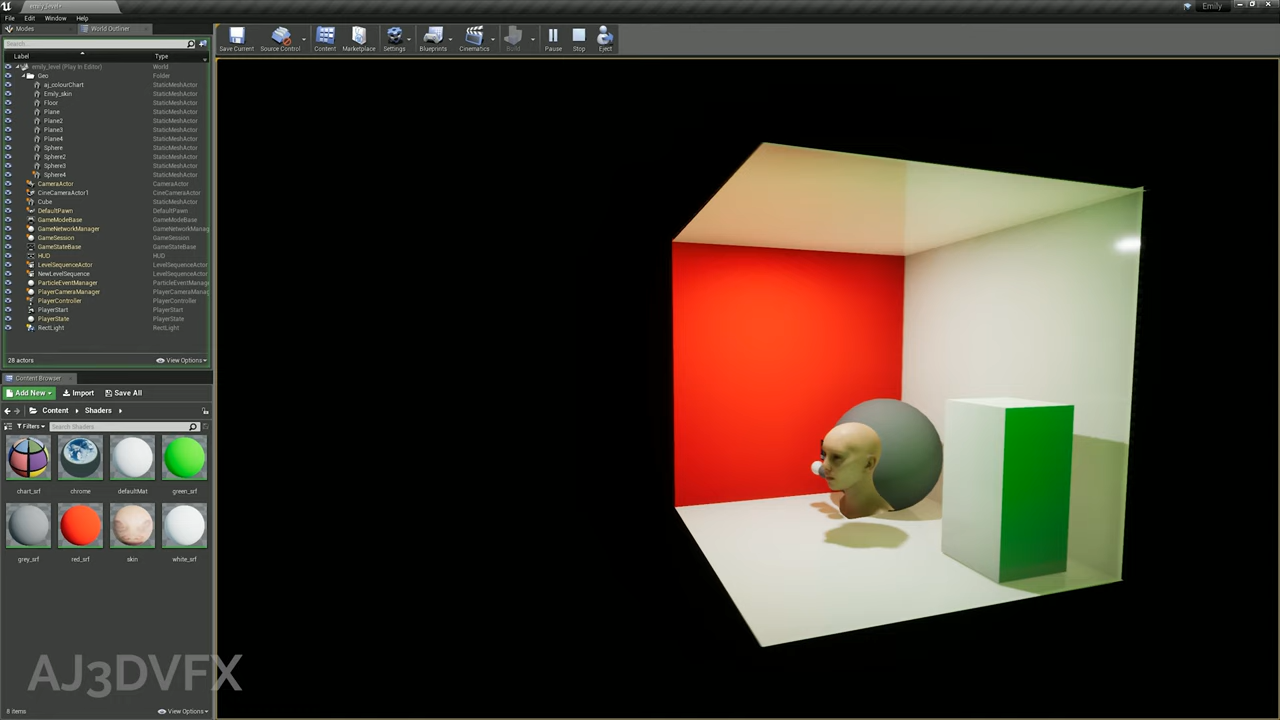 emily_level*
Emily
File Edit Window Help
Modes World Outliner
Save Current Source Control Content Marketplace Settings Blueprints Cinematics Build Pause Stop Eject
Search...
Label Type
emily_level (Play In Editor) World
Geo Folder
aj_colourChart StaticMeshActor
Emily_skin StaticMeshActor
Floor StaticMeshActor
Plane StaticMeshActor
Plane2 StaticMeshActor
Plane3 StaticMeshActor
Plane4 StaticMeshActor
Sphere StaticMeshActor
Sphere2 StaticMeshActor
Sphere3 StaticMeshActor
Sphere4 StaticMeshActor
CameraActor CameraActor
CineCameraActor1 CineCameraActor
Cube StaticMeshActor
DefaultPawn DefaultPawn
GameModeBase GameModeBase
GameNetworkManager GameNetworkManag
GameSession GameSession
GameStateBase GameStateBase
HUD HUD
LevelSequenceActor LevelSequenceActor
NewLevelSequence LevelSequenceActor
ParticleEventManager ParticleEventManag
PlayerCameraManager PlayerCameraManag
PlayerController PlayerController
PlayerStart PlayerStart
PlayerState PlayerState
RectLight RectLight
28 actors View Options
Content Browser
Add New Import Save All
Content Shaders
Filters Search Shaders
chart_srf chrome defaultMat green_srf
grey_srf red_srf skin white_srf
AJ3DVFX
8 items View Options